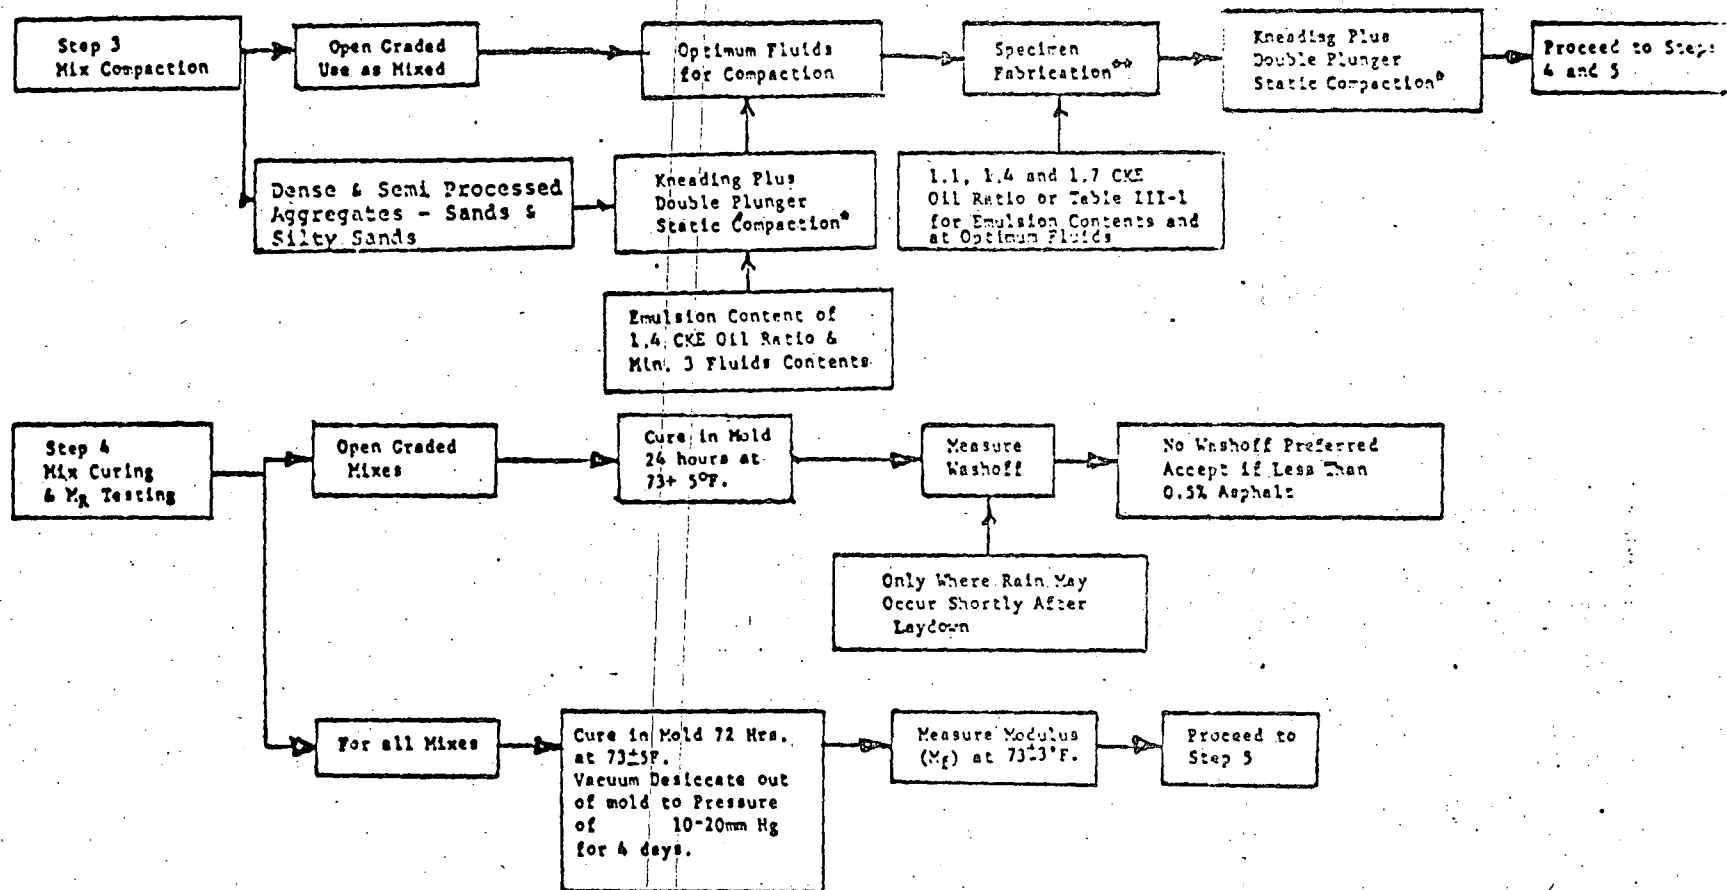 Step 3
Mix Compaction
Open Graded
Use as Mixed
Optimum Fluids
for Compaction
Specimen
Fabrication**
Kneading Plus
Double Plunger
Static Compaction*
Proceed to Steps
4 and 5
Dense & Semi Processed
Aggregates - Sands &
Silty Sands
Kneading Plus
Double Plunger
Static Compaction*
1.1, 1.4 and 1.7 CKE
Oil Ratio or Table III-1
for Emulsion Contents and
at Optimum Fluids
Emulsion Content of
1.4 CKE Oil Ratio &
Min. 3 Fluids Contents
Step 4
Mix Curing
& MR Testing
Open Graded
Mixes
Cure in Mold
24 hours at
73+ 5°F.
Measure
Washoff
No Washoff Preferred
Accept if Less Than
0.5% Asphalt
Only Where Rain May
Occur Shortly After
Laydown
For all Mixes
Cure in Mold 72 Hrs.
at 73±5F.
Vacuum Desiccate out
of mold to Pressure
of 10-20mm Hg
for 4 days.
Measure Modulus
(Mf) at 73±3°F.
Proceed to
Step 5